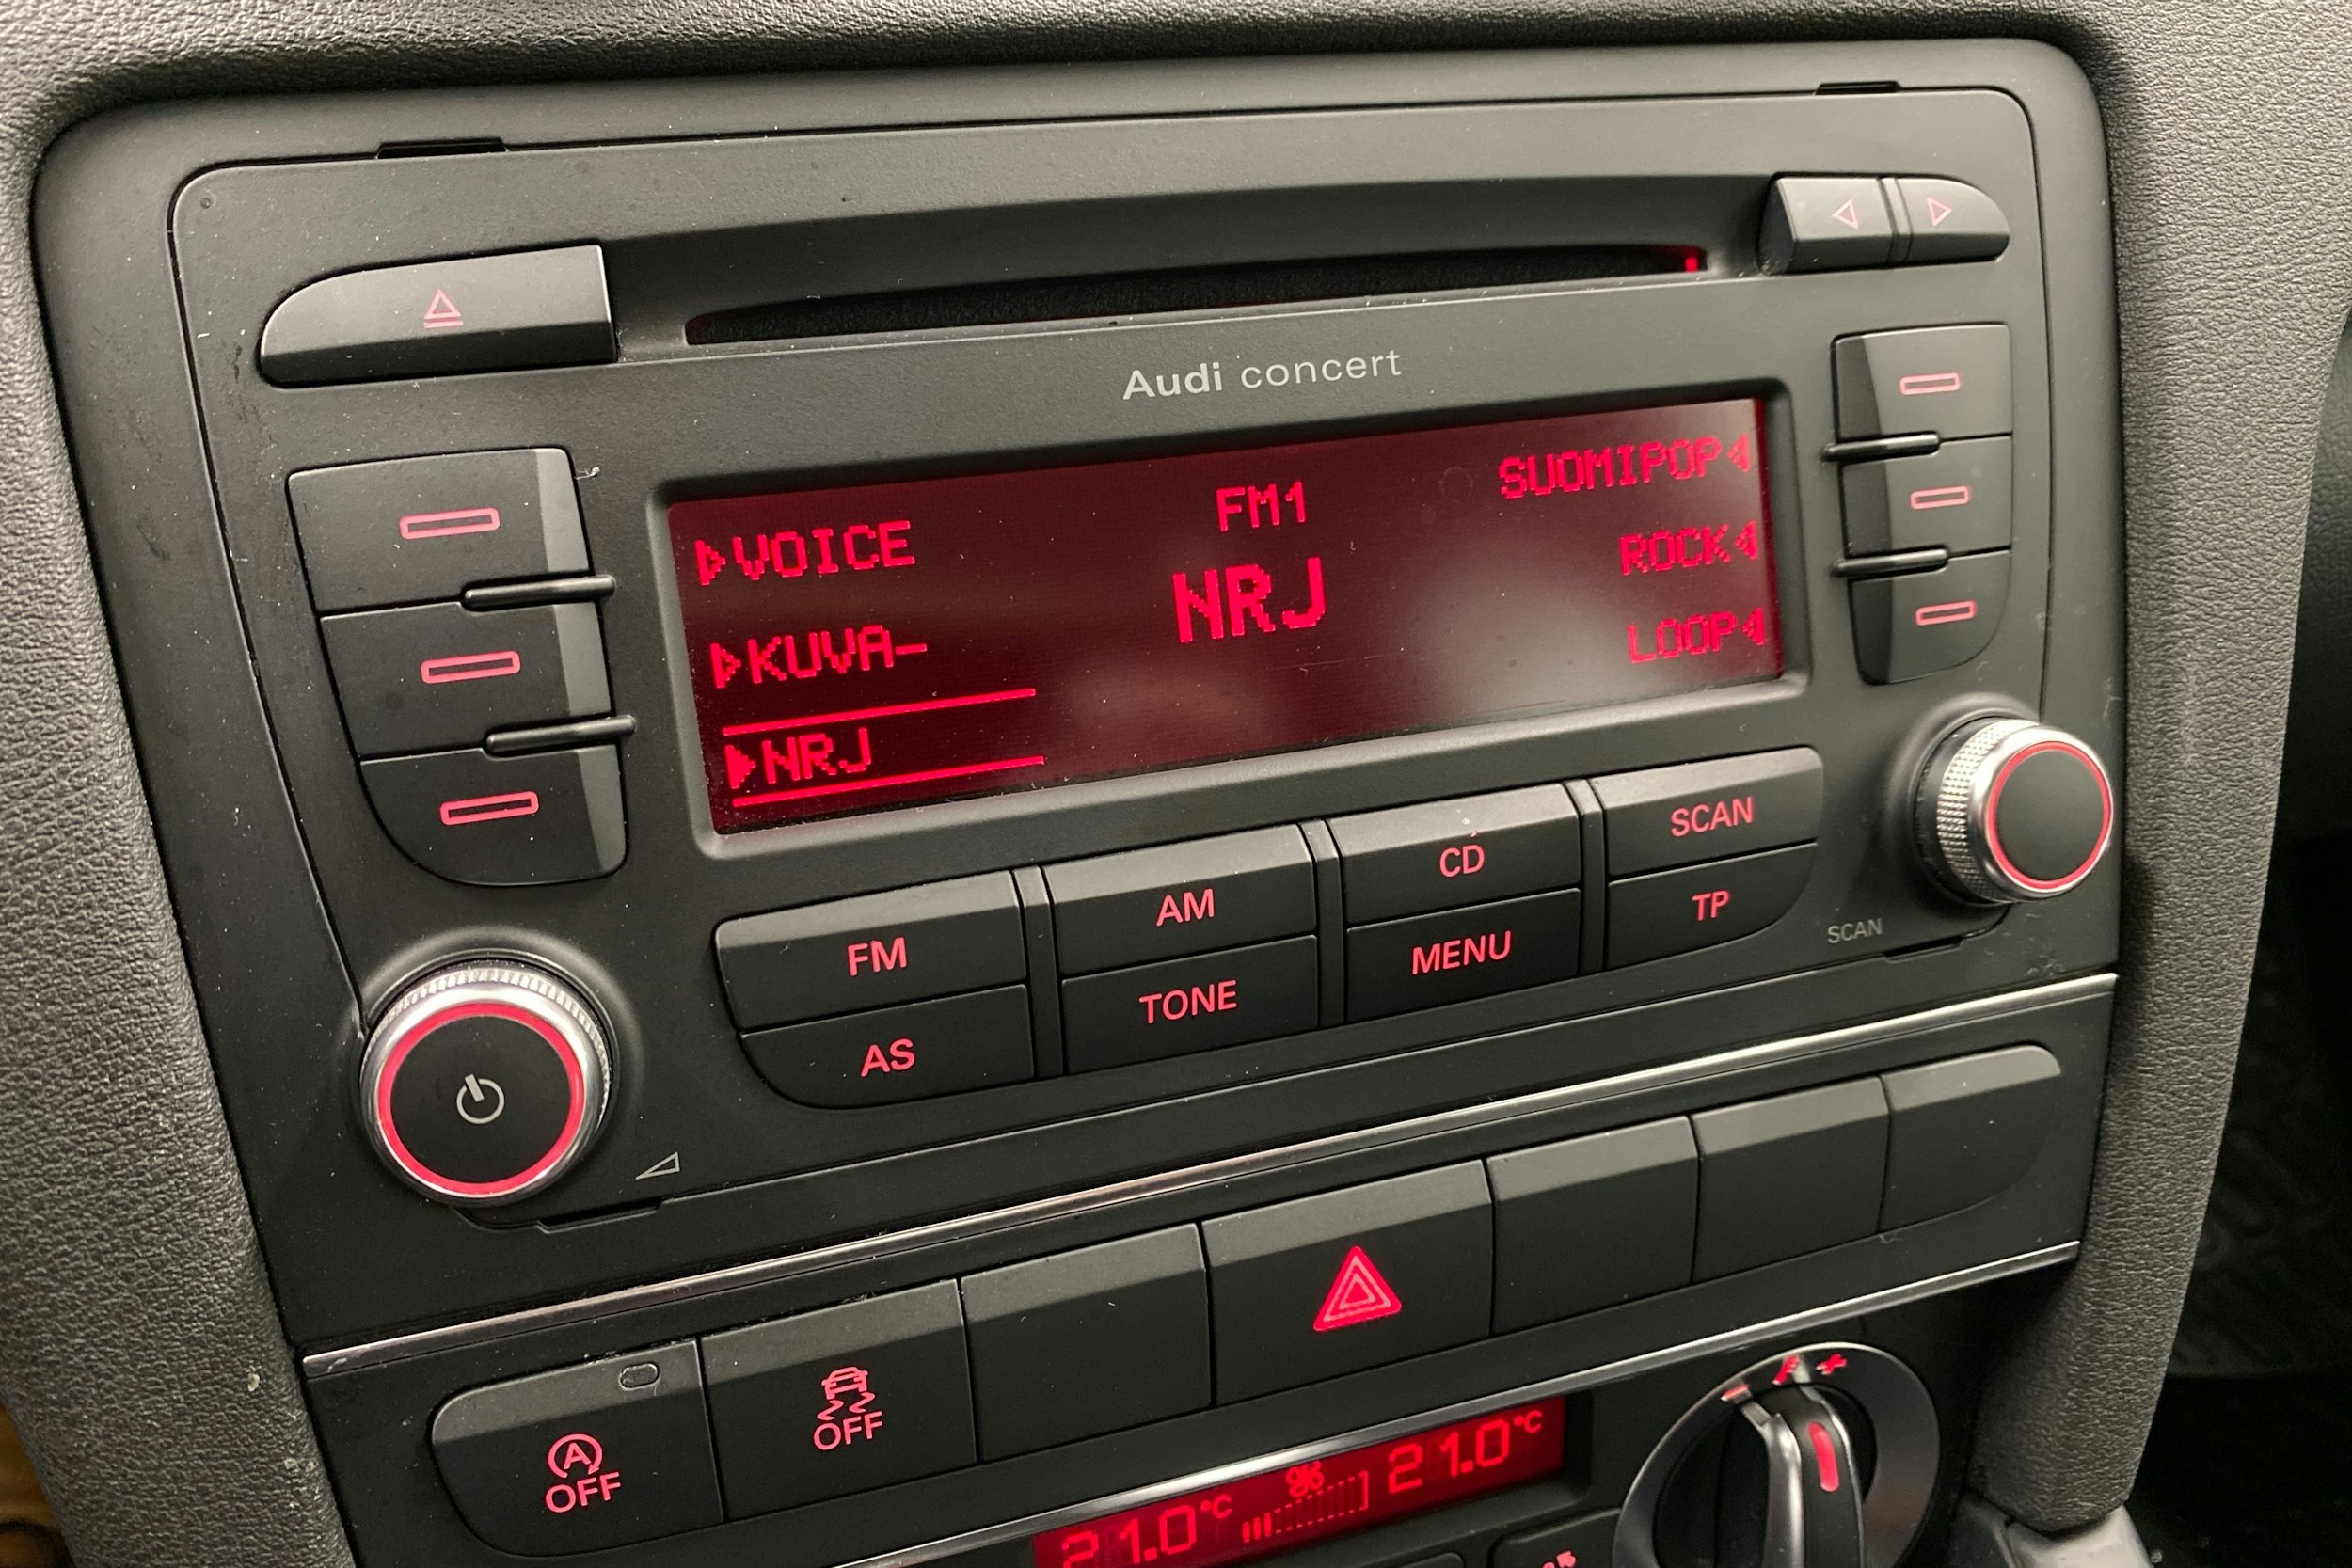 Audi concert
VOICE
FM1
SUOMIPOP
KUVA-
NRJ
ROCK
NRJ
LOOP
FM
AM
CD
SCAN
AS
TONE
MENU
TP
SCAN
A
OFF
OFF
21.0°C
21.0°C